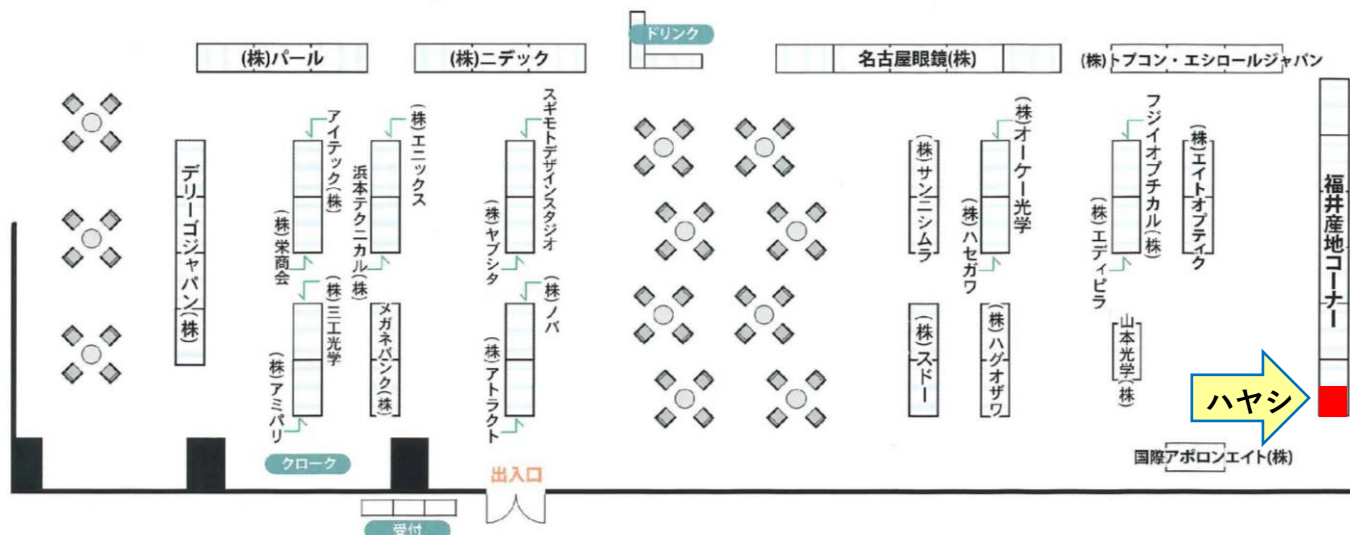 ドリンク
(株)パール
(株)ニデック
名古屋眼鏡(株)
(株)トプコン・エシロールジャパン
デリーゴジャパン(株)
アイテック(株)
(株)栄商会
(株)エニックス
浜本テクニカル(株)
スギモトデザインスタジオ
(株)ヤブシタ
(株)サンニシムラ
(株)オーケー光学
(株)ハセガワ
フジイオプチカル(株)
(株)エディピラ
(株)エイトオプティク
福井産地コーナー
(株)三工光学
(株)アミパリ
メガネバンク(株)
(株)ノバ
(株)アトラクト
(株)スドー
(株)ハグオザワ
山本光学(株)
ハヤシ
クローク
出入口
国際アポロンエイト(株)
受付